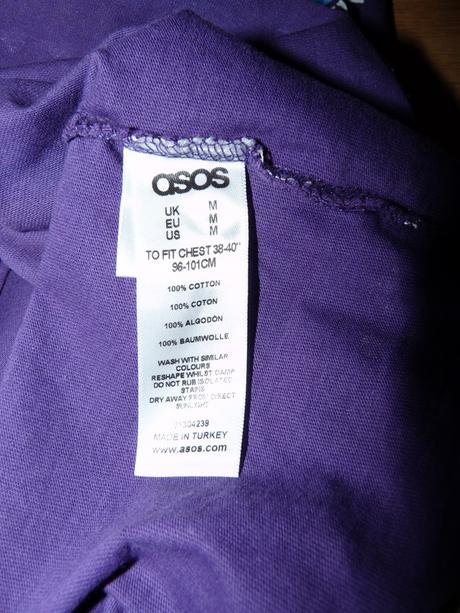 asos
UK M
EU M
US M
TO FIT CHEST 38-40"
96-101CM
100% COTTON
100% COTON
100% ALGODÓN
100% BAUMWOLLE
WASH WITH SIMILAR
COLOURS
RESHAPE WHILST DAMP
DO NOT RUB ISOLATED
STAINS
DRY AWAY FROM DIRECT
SUNLIGHT
MADE IN TURKEY
www.asos.com